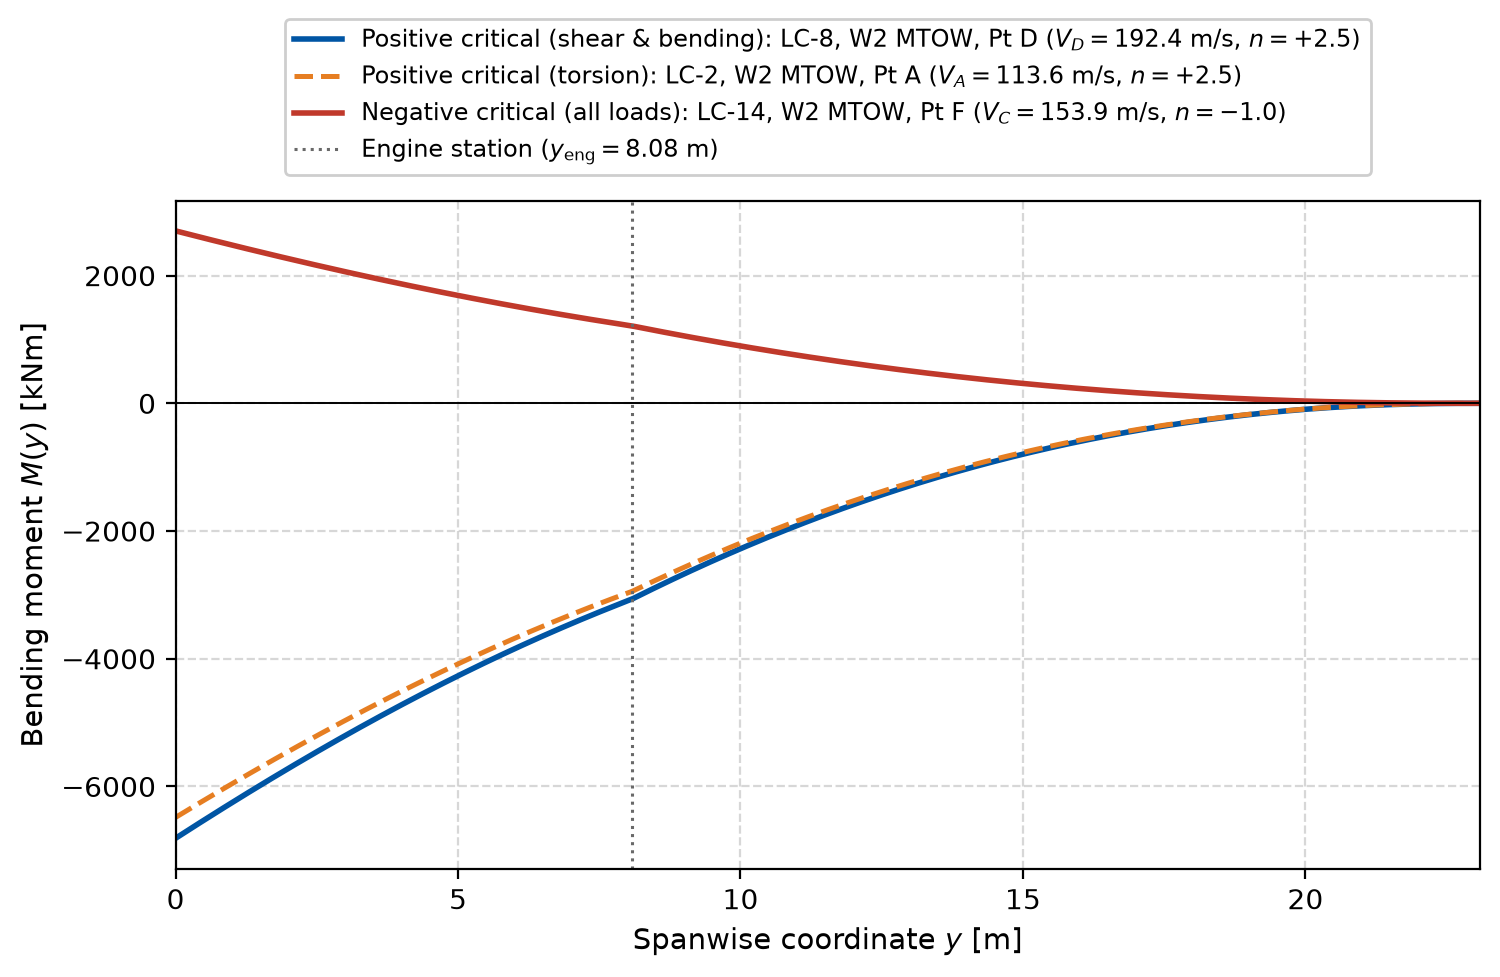 Positive critical (shear & bending): LC-8, W2 MTOW, Pt D (V_D = 192.4 m/s, n = +2.5)
Positive critical (torsion): LC-2, W2 MTOW, Pt A (V_A = 113.6 m/s, n = +2.5)
Negative critical (all loads): LC-14, W2 MTOW, Pt F (V_C = 153.9 m/s, n = −1.0)
Engine station (y_eng = 8.08 m)
Bending moment M(y) [kNm]
2000
0
−2000
−4000
−6000
0 5 10 15 20
Spanwise coordinate y [m]